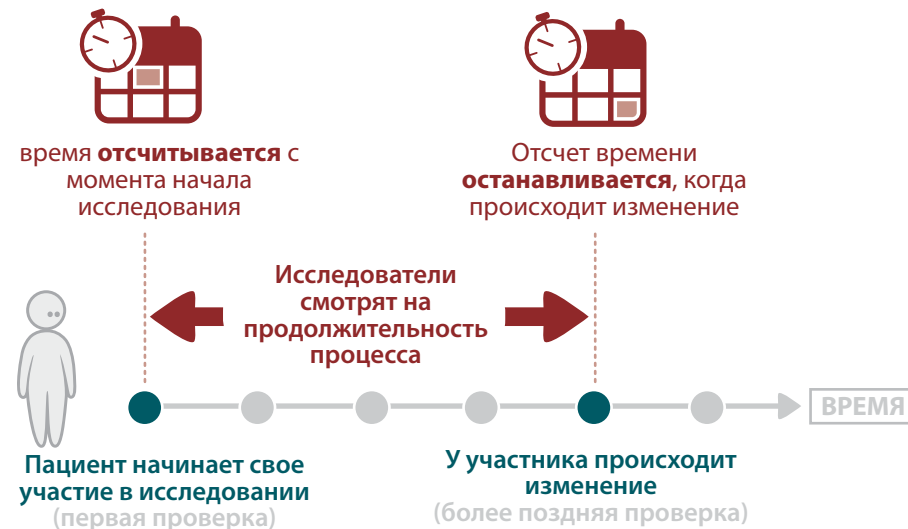 время отсчитывается с
момента начала
исследования
Отсчет времени
останавливается, когда
происходит изменение
Исследователи
смотрят на
продолжительность
процесса
ВРЕМЯ
Пациент начинает свое
участие в исследовании
(первая проверка)
У участника происходит
изменение
(более поздняя проверка)